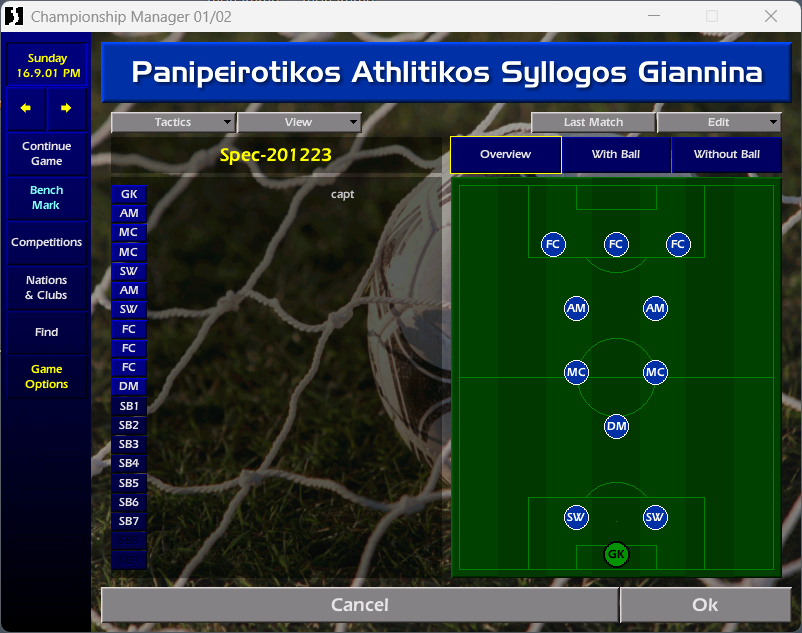 Championship Manager 01/02
Sunday
16.9.01 PM
Panipeirotikos Athlitikos Syllogos Giannina
Tactics
View
Last Match
Edit
Continue
Game
Bench
Mark
Competitions
Nations
& Clubs
Find
Game
Options
Spec-201223
Overview
With Ball
Without Ball
GK
capt
AM
MC
MC
SW
AM
SW
FC
FC
FC
DM
SB1
SB2
SB3
SB4
SB5
SB6
SB7
FC FC FC
AM AM
MC MC
DM
SW SW
GK
Cancel
Ok